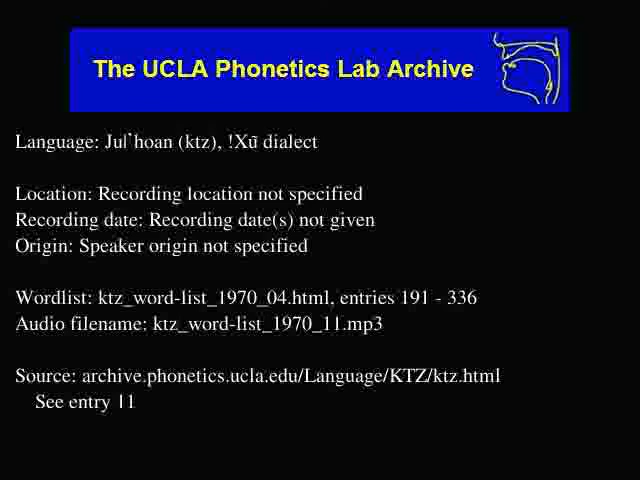 The UCLA Phonetics Lab Archive
Language: Ju|ʼhoan (ktz), !Xũ dialect
Location: Recording location not specified
Recording date: Recording date(s) not given
Origin: Speaker origin not specified
Wordlist: ktz_word-list_1970_04.html, entries 191 - 336
Audio filename: ktz_word-list_1970_11.mp3
Source: archive.phonetics.ucla.edu/Language/KTZ/ktz.html
See entry 11